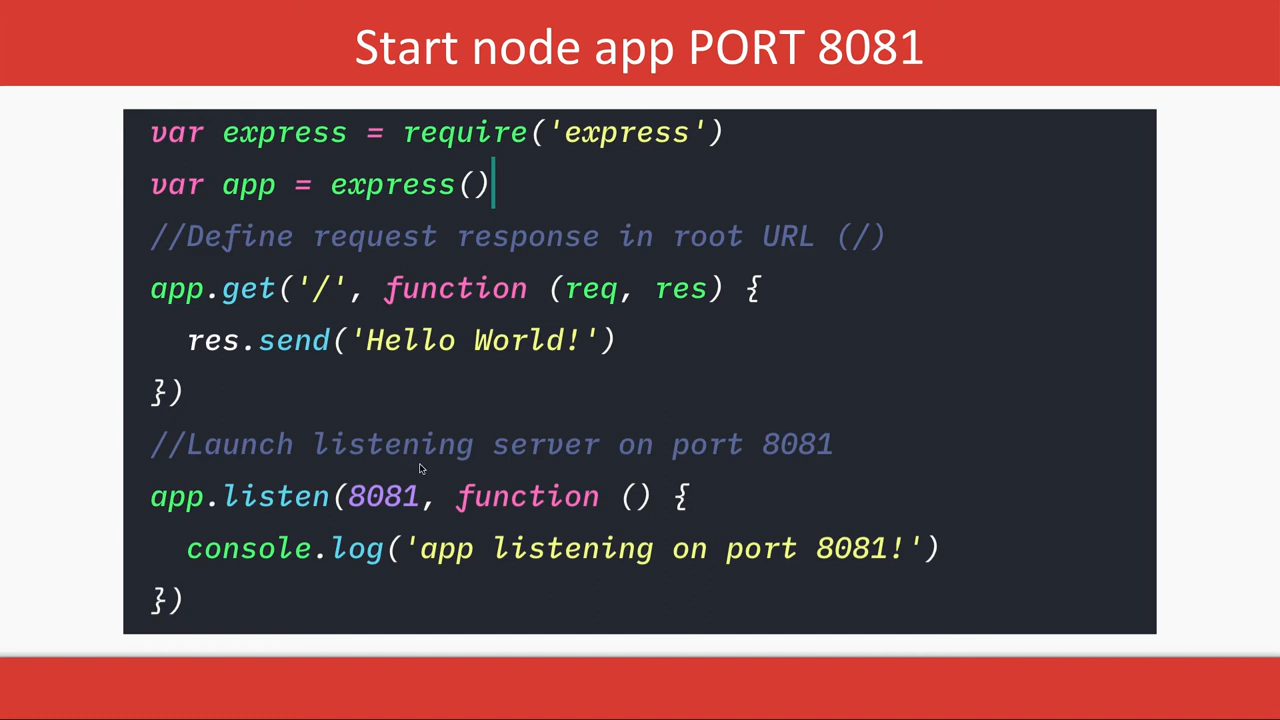 Start node app PORT 8081
var express = require('express')
var app = express()
//Define request response in root URL (/)
app.get('/', function (req, res) {
  res.send('Hello World!')
})
//Launch listening server on port 8081
app.listen(8081, function () {
  console.log('app listening on port 8081!')
})